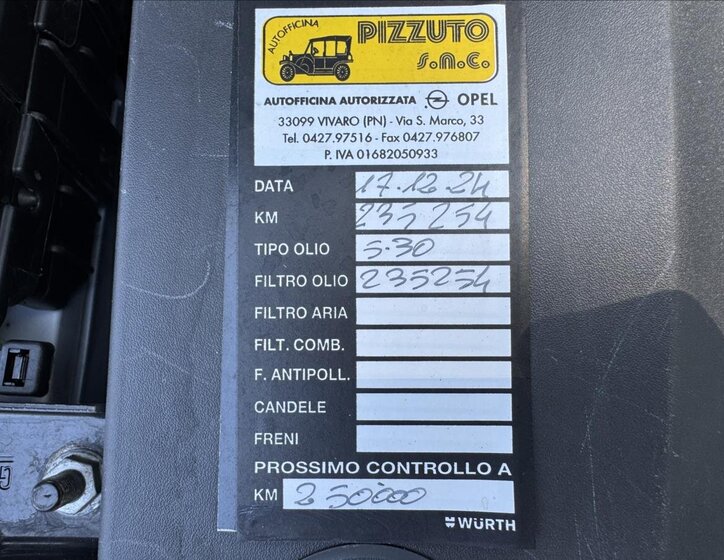 AUTOFFICINA
PIZZUTO
s.n.c.
AUTOFFICINA AUTORIZZATA OPEL
33099 VIVARO (PN) - Via S. Marco, 33
Tel. 0427.97516 - Fax 0427.976807
P. IVA 01682050933
DATA 17.12.24
KM 235254
TIPO OLIO 5.30
FILTRO OLIO 235254
FILTRO ARIA
FILT. COMB.
F. ANTIPOLL.
CANDELE
FRENI
PROSSIMO CONTROLLO A
KM 250000
WÜRTH